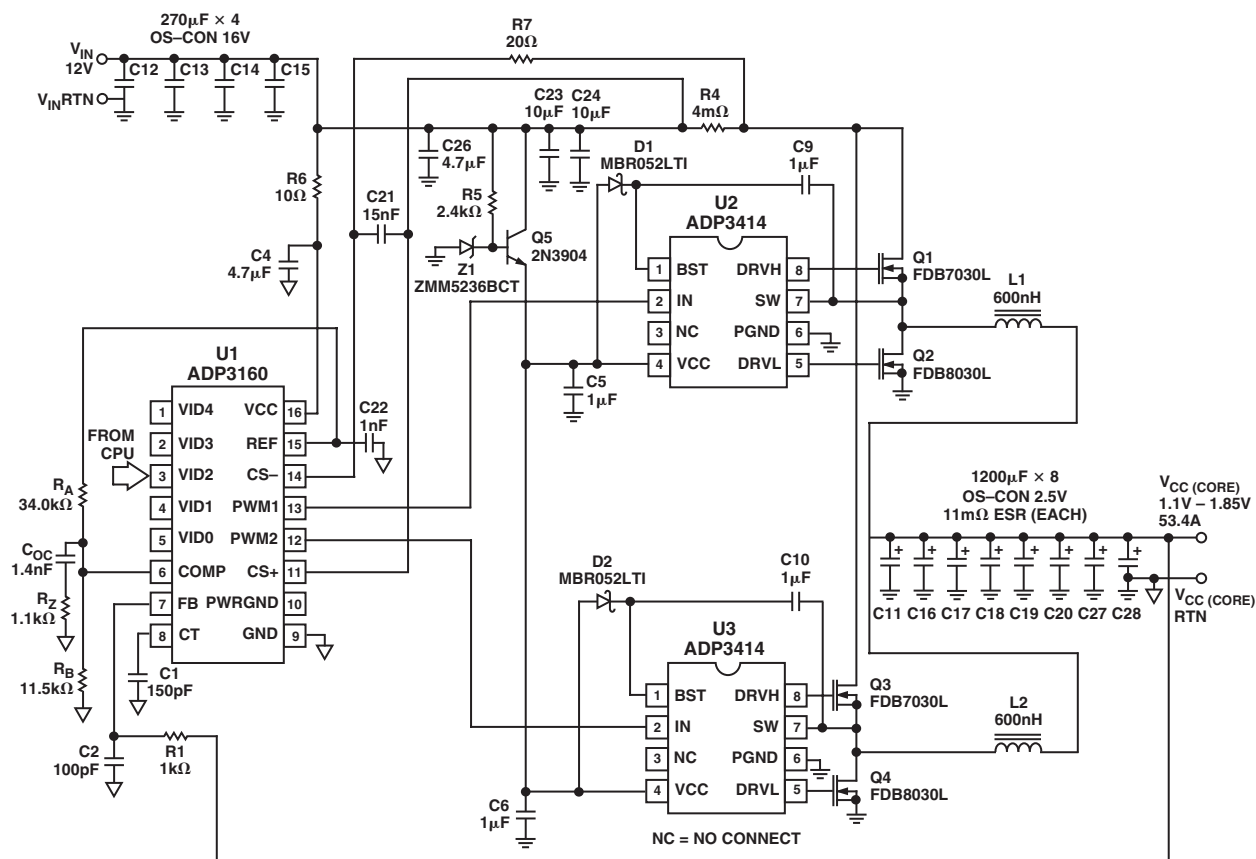 270μF × 4
OS–CON 16V
VIN
12V
C12
C13
C14
C15
VINRTN
R7
20Ω
C23
10μF
C24
10μF
R4
4mΩ
C26
4.7μF
D1
MBR052LTI
C9
1μF
R6
10Ω
C21
15nF
R5
2.4kΩ
Q5
2N3904
Z1
ZMM5236BCT
C4
4.7μF
U2
ADP3414
1 BST DRVH 8
2 IN SW 7
3 NC PGND 6
4 VCC DRVL 5
Q1
FDB7030L
L1
600nH
Q2
FDB8030L
C5
1μF
U1
ADP3160
1 VID4 VCC 16
2 VID3 REF 15
3 VID2 CS– 14
4 VID1 PWM1 13
5 VID0 PWM2 12
6 COMP CS+ 11
7 FB PWRGND 10
8 CT GND 9
FROM
CPU
C22
1nF
RA
34.0kΩ
COC
1.4nF
RZ
1.1kΩ
RB
11.5kΩ
C1
150pF
C2
100pF
R1
1kΩ
1200μF × 8
OS–CON 2.5V
11mΩ ESR (EACH)
VCC (CORE)
1.1V – 1.85V
53.4A
+ + + + + + + +
C11 C16 C17 C18 C19 C20 C27 C28
VCC (CORE)
RTN
D2
MBR052LTI
C10
1μF
U3
ADP3414
1 BST DRVH 8
2 IN SW 7
3 NC PGND 6
4 VCC DRVL 5
Q3
FDB7030L
L2
600nH
Q4
FDB8030L
C6
1μF
NC = NO CONNECT